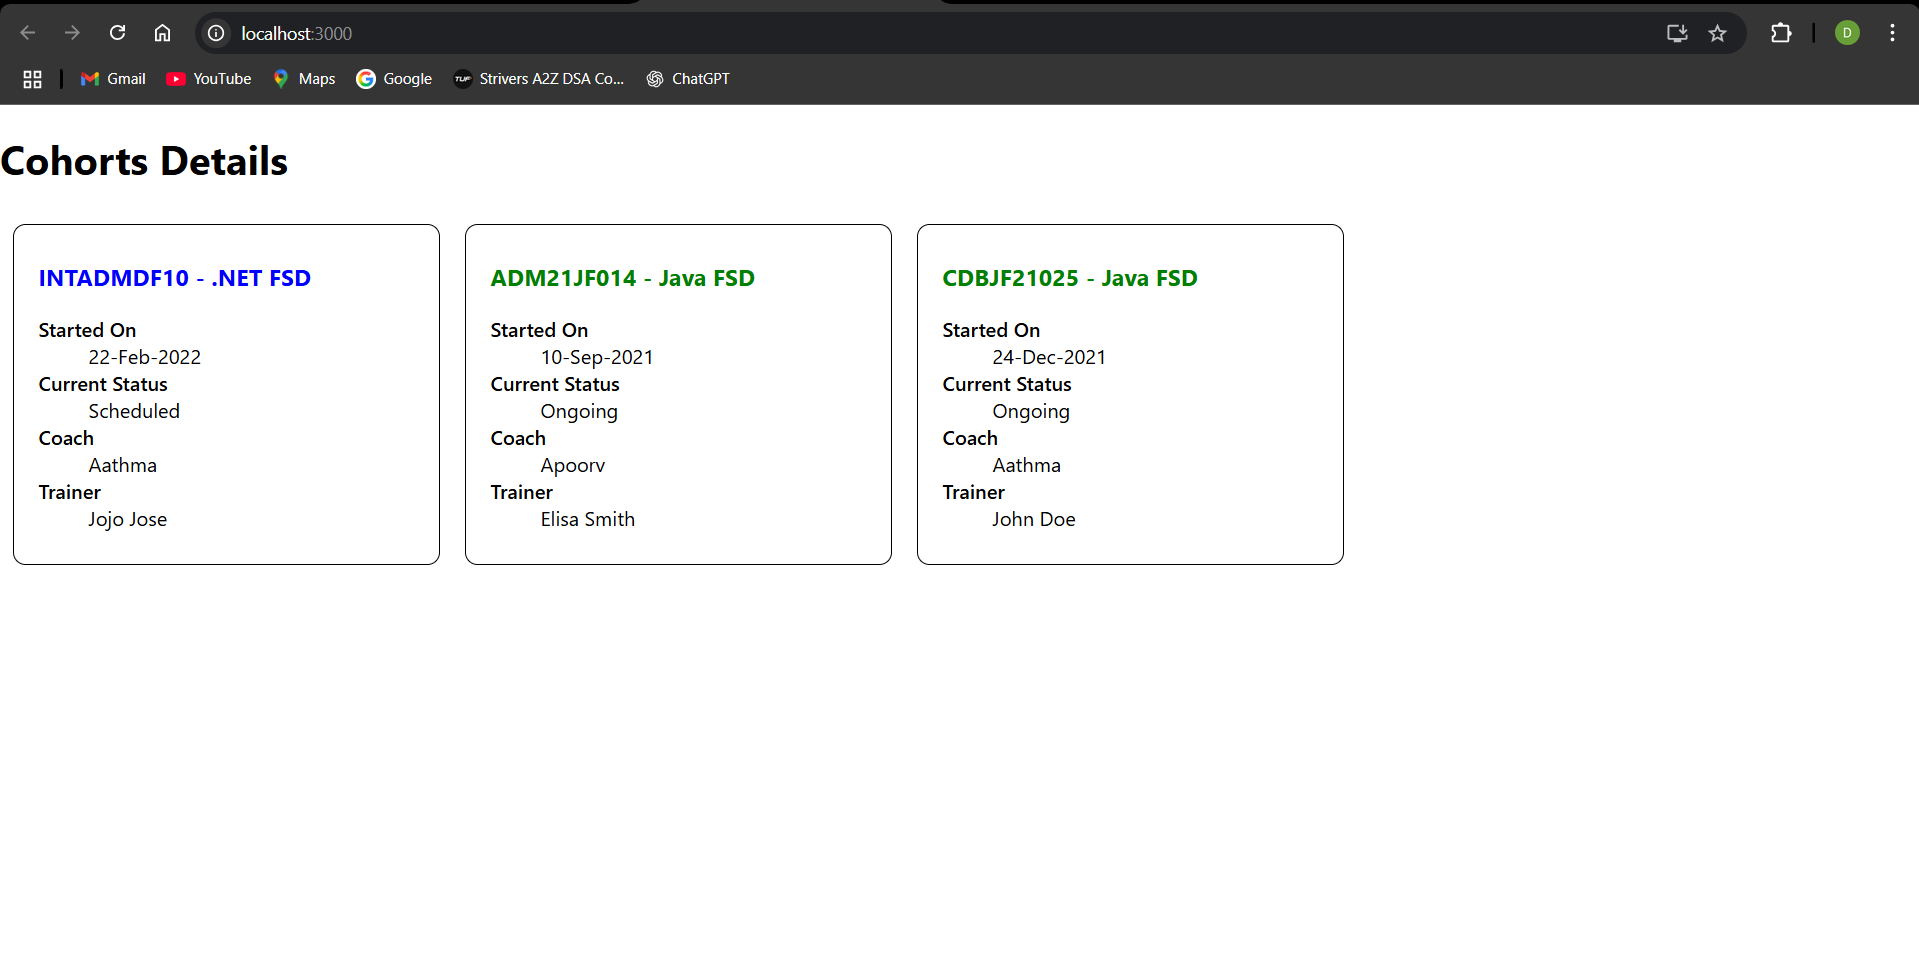 localhost:3000
D
Gmail YouTube Maps Google TUF Strivers A2Z DSA Co... ChatGPT
Cohorts Details
INTADMDF10 - .NET FSD
Started On
22-Feb-2022
Current Status
Scheduled
Coach
Aathma
Trainer
Jojo Jose
ADM21JF014 - Java FSD
Started On
10-Sep-2021
Current Status
Ongoing
Coach
Apoorv
Trainer
Elisa Smith
CDBJF21025 - Java FSD
Started On
24-Dec-2021
Current Status
Ongoing
Coach
Aathma
Trainer
John Doe